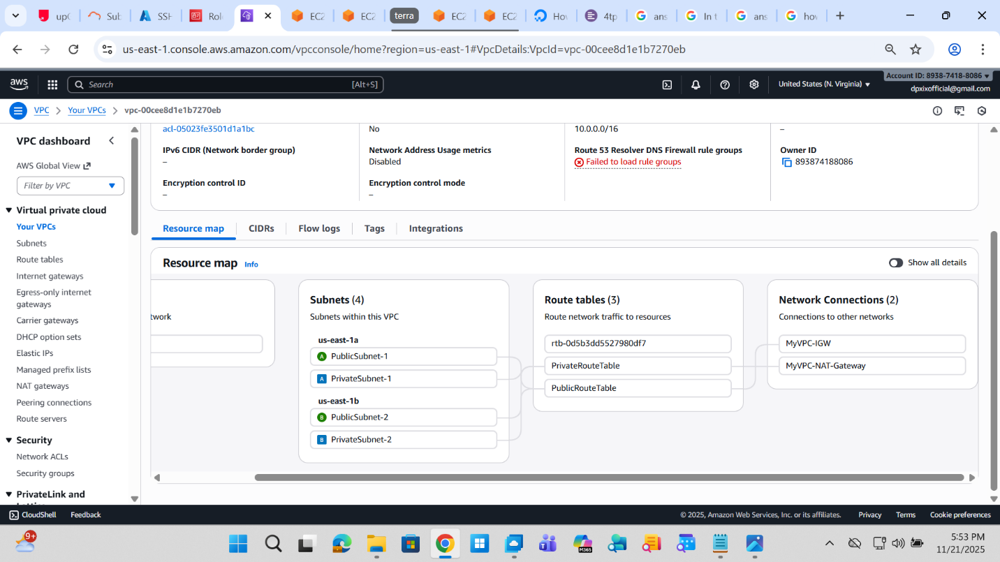 upG
Sub
SSH
Role
EC2
EC2
terra
EC2
EC2
Hov
4tp
ans
In t
ans
hov
us-east-1.console.aws.amazon.com/vpcconsole/home?region=us-east-1#VpcDetails:VpcId=vpc-00cee8d1e1b7270eb
aws
Search
[Alt+S]
United States (N. Virginia)
Account ID: 8938-7418-8086
dpxixofficial@gmail.com
VPC
Your VPCs
vpc-00cee8d1e1b7270eb
VPC dashboard
AWS Global View
Filter by VPC
Virtual private cloud
Your VPCs
Subnets
Route tables
Internet gateways
Egress-only internet
gateways
Carrier gateways
DHCP option sets
Elastic IPs
Managed prefix lists
NAT gateways
Peering connections
Route servers
Security
Network ACLs
Security groups
PrivateLink and
acl-05023fe3501d1a1bc
No
10.0.0.0/16
–
IPv6 CIDR (Network border group)
–
Network Address Usage metrics
Disabled
Route 53 Resolver DNS Firewall rule groups
Failed to load rule groups
Owner ID
893874188086
Encryption control ID
–
Encryption control mode
–
Resource map
CIDRs
Flow logs
Tags
Integrations
Resource map
Info
Show all details
twork
Subnets (4)
Subnets within this VPC
us-east-1a
A PublicSubnet-1
A PrivateSubnet-1
us-east-1b
B PublicSubnet-2
B PrivateSubnet-2
Route tables (3)
Route network traffic to resources
rtb-0d5b3dd5527980df7
PrivateRouteTable
PublicRouteTable
Network Connections (2)
Connections to other networks
MyVPC-IGW
MyVPC-NAT-Gateway
CloudShell
Feedback
© 2025, Amazon Web Services, Inc. or its affiliates.
Privacy
Terms
Cookie preferences
9+
M365
5:53 PM
11/21/2025